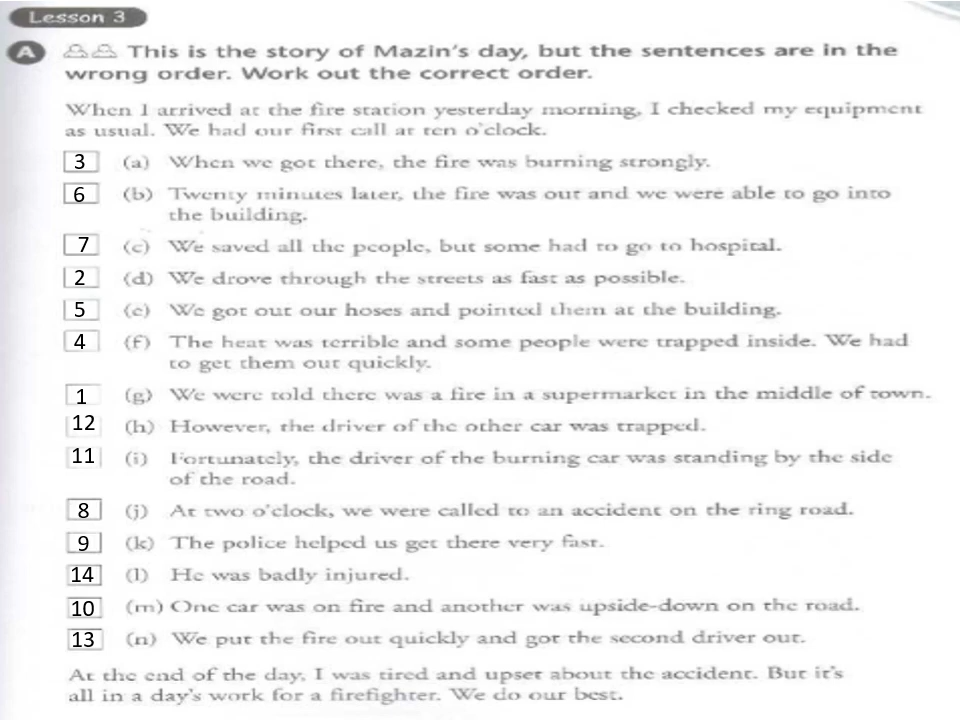 Lesson 3
A This is the story of Mazin's day, but the sentences are in the
wrong order. Work out the correct order.
When I arrived at the fire station yesterday morning, I checked my equipment
as usual. We had our first call at ten o'clock.
3 (a) When we got there, the fire was burning strongly.
6 (b) Twenty minutes later, the fire was out and we were able to go into
the building.
7 (c) We saved all the people, but some had to go to hospital.
2 (d) We drove through the streets as fast as possible.
5 (e) We got out our hoses and pointed them at the building.
4 (f) The heat was terrible and some people were trapped inside. We had
to get them out quickly.
1 (g) We were told there was a fire in a supermarket in the middle of town.
12 (h) However, the driver of the other car was trapped.
11 (i) Fortunately, the driver of the burning car was standing by the side
of the road.
8 (j) At two o'clock, we were called to an accident on the ring road.
9 (k) The police helped us get there very fast.
14 (l) He was badly injured.
10 (m) One car was on fire and another was upside-down on the road.
13 (n) We put the fire out quickly and got the second driver out.
At the end of the day, I was tired and upset about the accident. But it's
all in a day's work for a firefighter. We do our best.